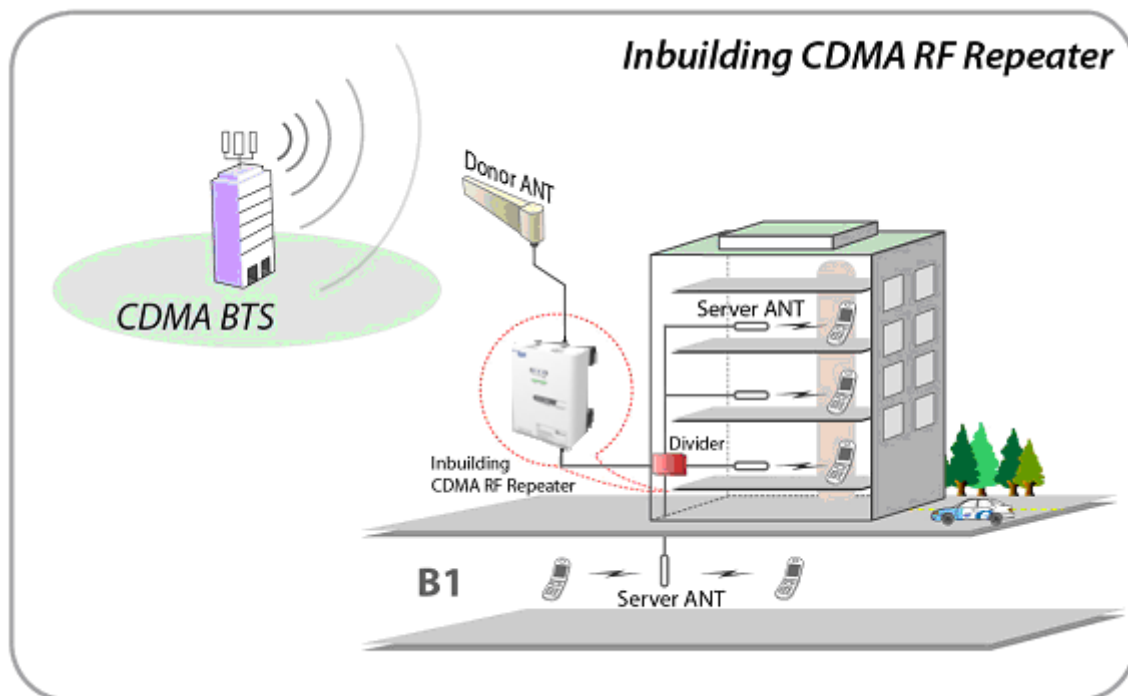 Inbuilding CDMA RF Repeater
Donor ANT
CDMA BTS
Server ANT
Divider
Inbuilding
CDMA RF Repeater
B1
Server ANT